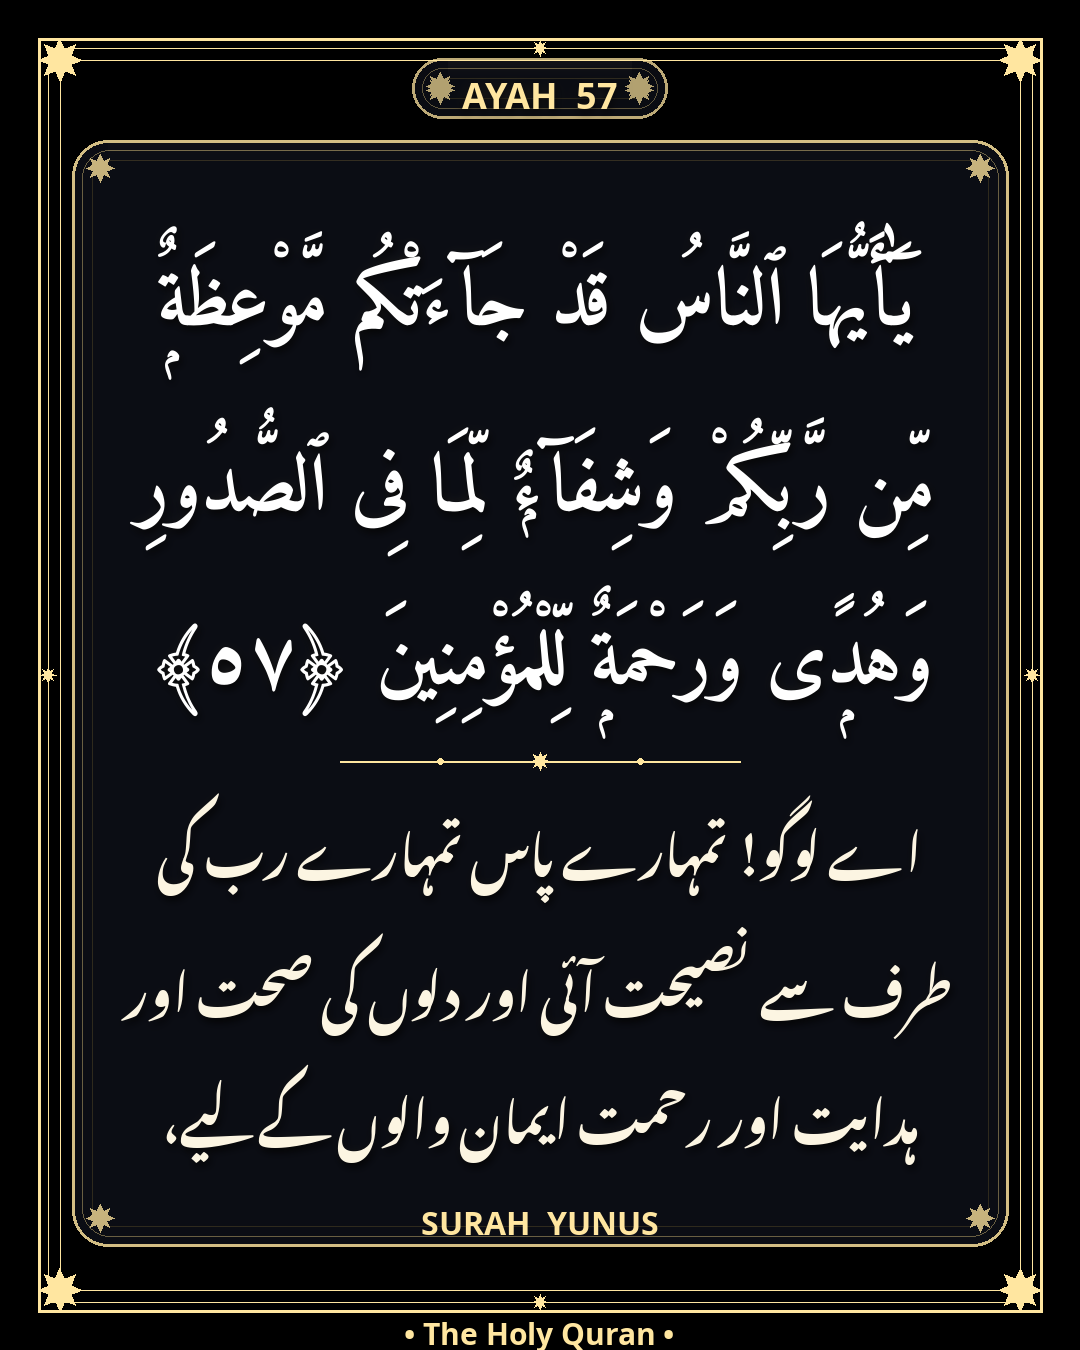 AYAH 57
يَـٰٓأَيُّهَا ٱلنَّاسُ قَدْ جَآءَتْكُم مَّوْعِظَةٌۭ
مِّن رَّبِّكُمْ وَشِفَآءٌۭ لِّمَا فِى ٱلصُّدُورِ
وَهُدًۭى وَرَحْمَةٌۭ لِّلْمُؤْمِنِينَ ﴿٥٧﴾
اے لوگو! تمہارے پاس تمہارے رب کی
طرف سے نصیحت آئی اور دلوں کی صحت اور
ہدایت اور رحمت ایمان والوں کے لیے،
SURAH YUNUS
• The Holy Quran •